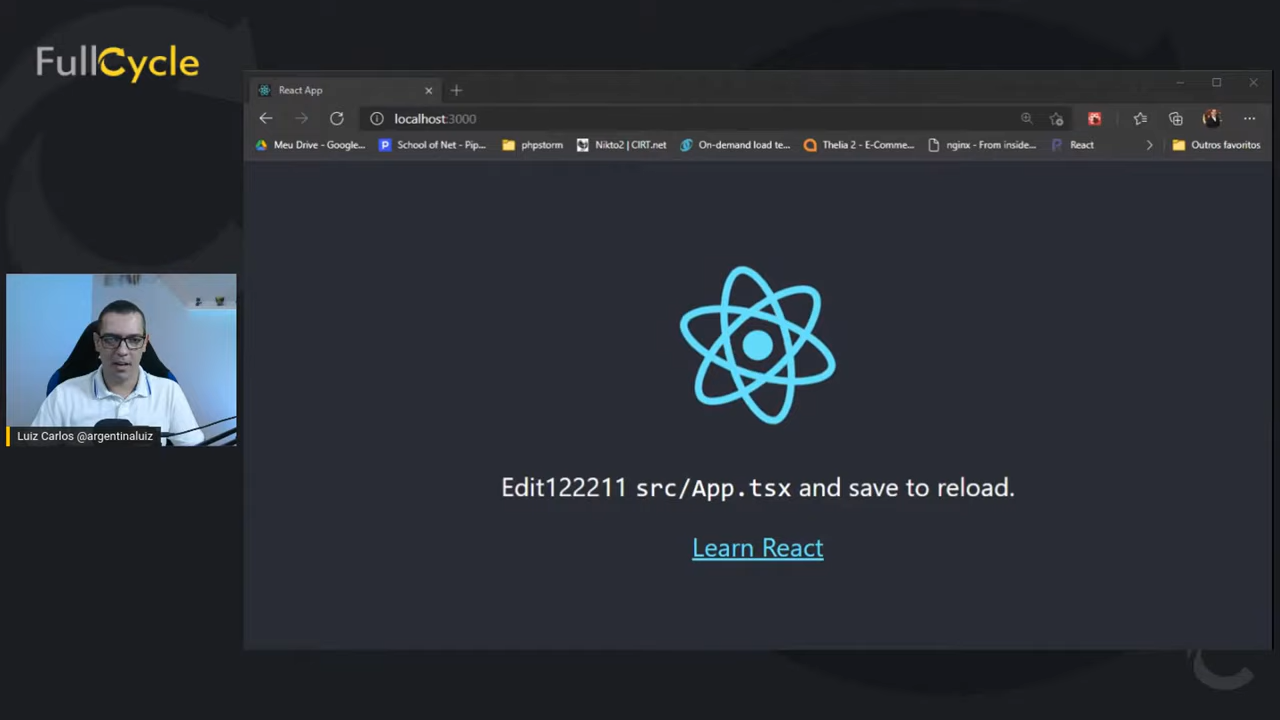 FullCycle
React App
localhost:3000
Meu Drive - Google...
School of Net - Pip...
phpstorm
Nikto2 | CIRT.net
On-demand load te...
Thelia 2 - E-Comme...
nginx - From inside...
React
Outros favoritos
Edit122211 src/App.tsx and save to reload.
Learn React
Luiz Carlos @argentinaluiz